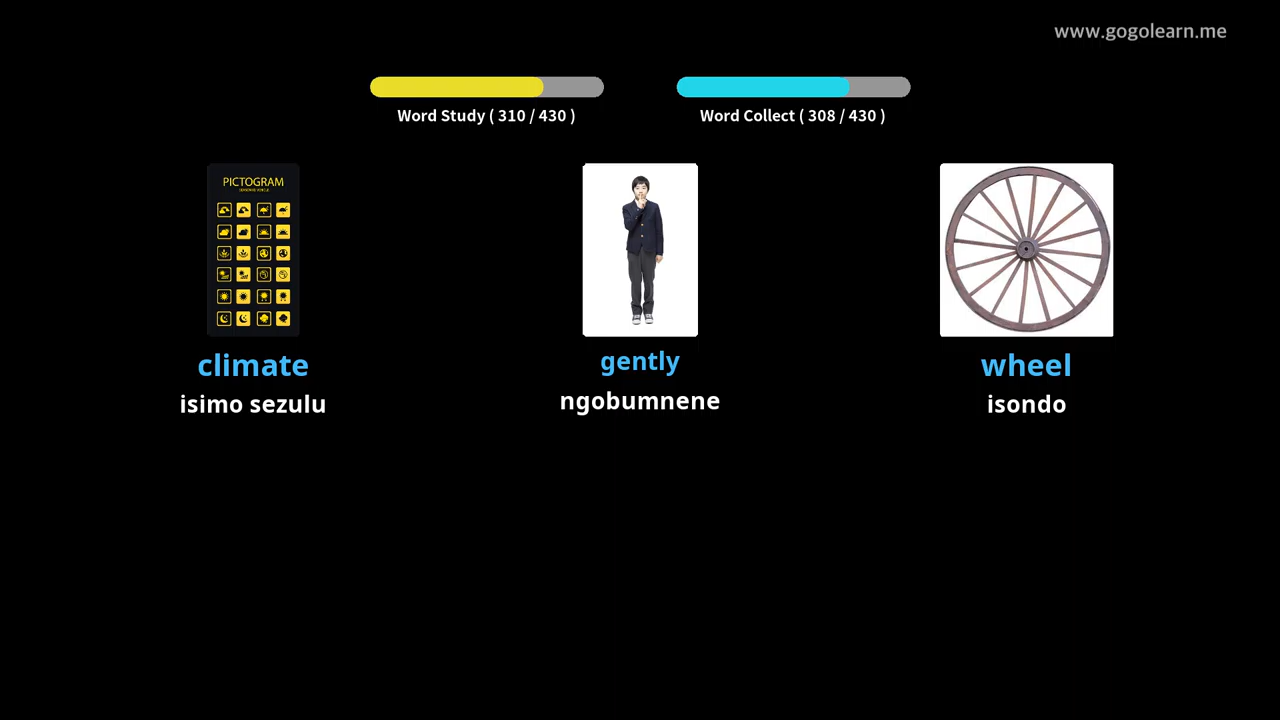 www.gogolearn.me
Word Study ( 310 / 430 )
Word Collect ( 308 / 430 )
PICTOGRAM
climate
isimo sezulu
gently
ngobumnene
wheel
isondo